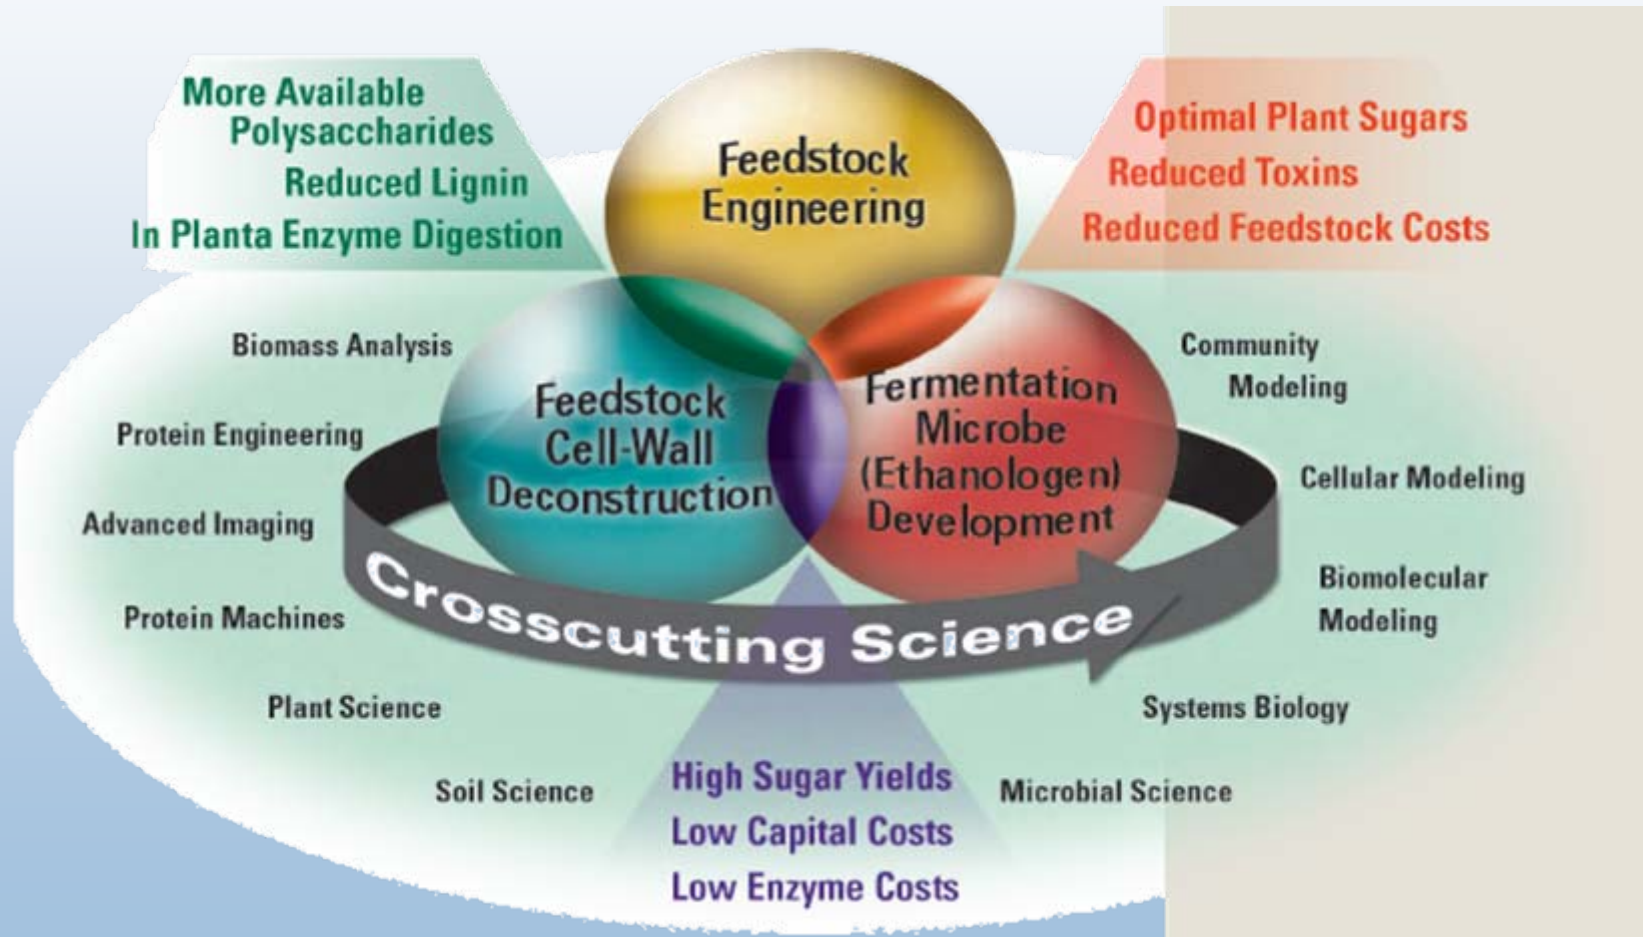 More Available
Polysaccharides
Reduced Lignin
In Planta Enzyme Digestion
Feedstock
Engineering
Optimal Plant Sugars
Reduced Toxins
Reduced Feedstock Costs
Biomass Analysis
Protein Engineering
Advanced Imaging
Protein Machines
Plant Science
Soil Science
Feedstock
Cell-Wall
Deconstruction
Fermentation
Microbe
(Ethanologen)
Development
Community
Modeling
Cellular Modeling
Biomolecular
Modeling
Systems Biology
Microbial Science
Crosscutting Science
High Sugar Yields
Low Capital Costs
Low Enzyme Costs